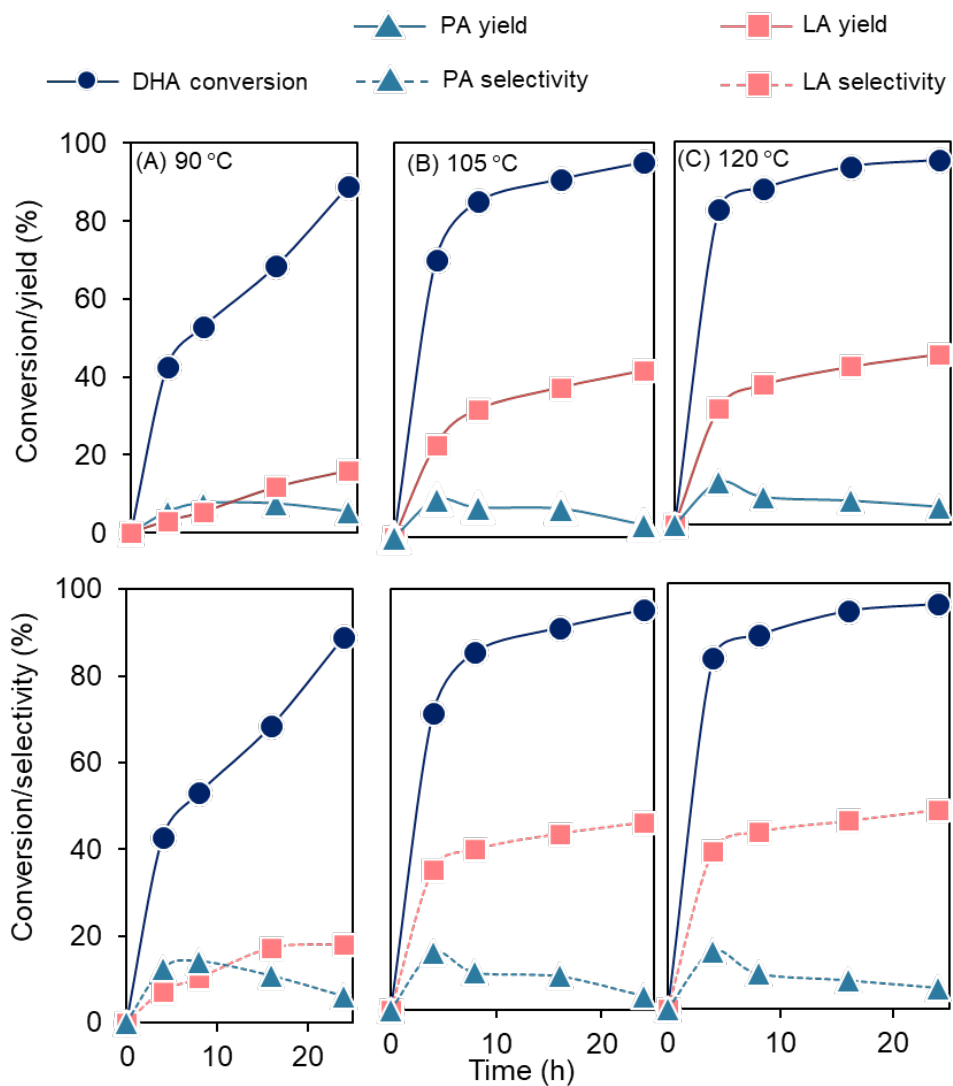 PA yield
LA yield
DHA conversion
PA selectivity
LA selectivity
100
80
60
40
20
0
Conversion/yield (%)
(A) 90 °C
(B) 105 °C
(C) 120 °C
100
80
60
40
20
0
Conversion/selectivity (%)
0 10 20 0 10 20 0 10 20
Time (h)